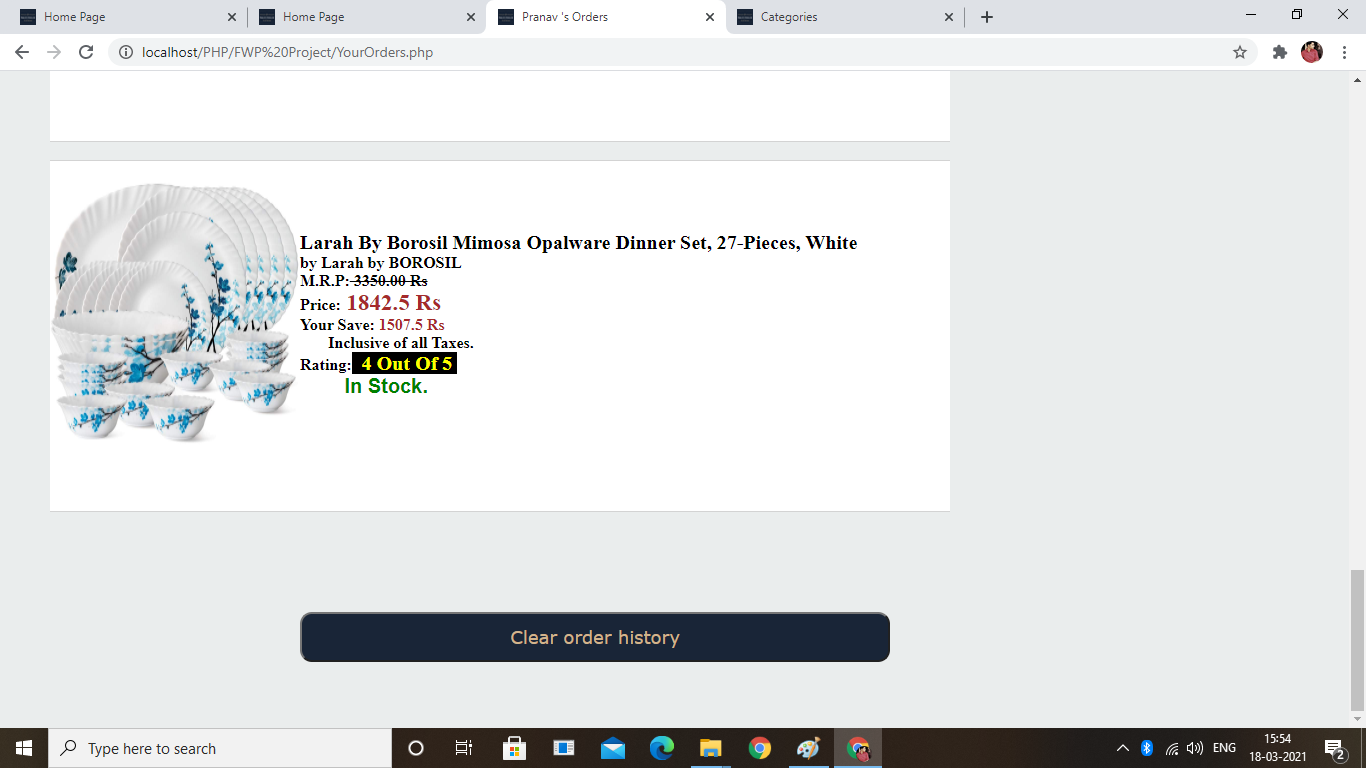 Home Page
Home Page
Pranav 's Orders
Categories
localhost/PHP/FWP%20Project/YourOrders.php
Larah By Borosil Mimosa Opalware Dinner Set, 27-Pieces, White
by Larah by BOROSIL
M.R.P: 3350.00 Rs
Price: 1842.5 Rs
Your Save: 1507.5 Rs
Inclusive of all Taxes.
Rating: 4 Out Of 5
In Stock.
Clear order history
Type here to search
ENG
15:54
18-03-2021
2